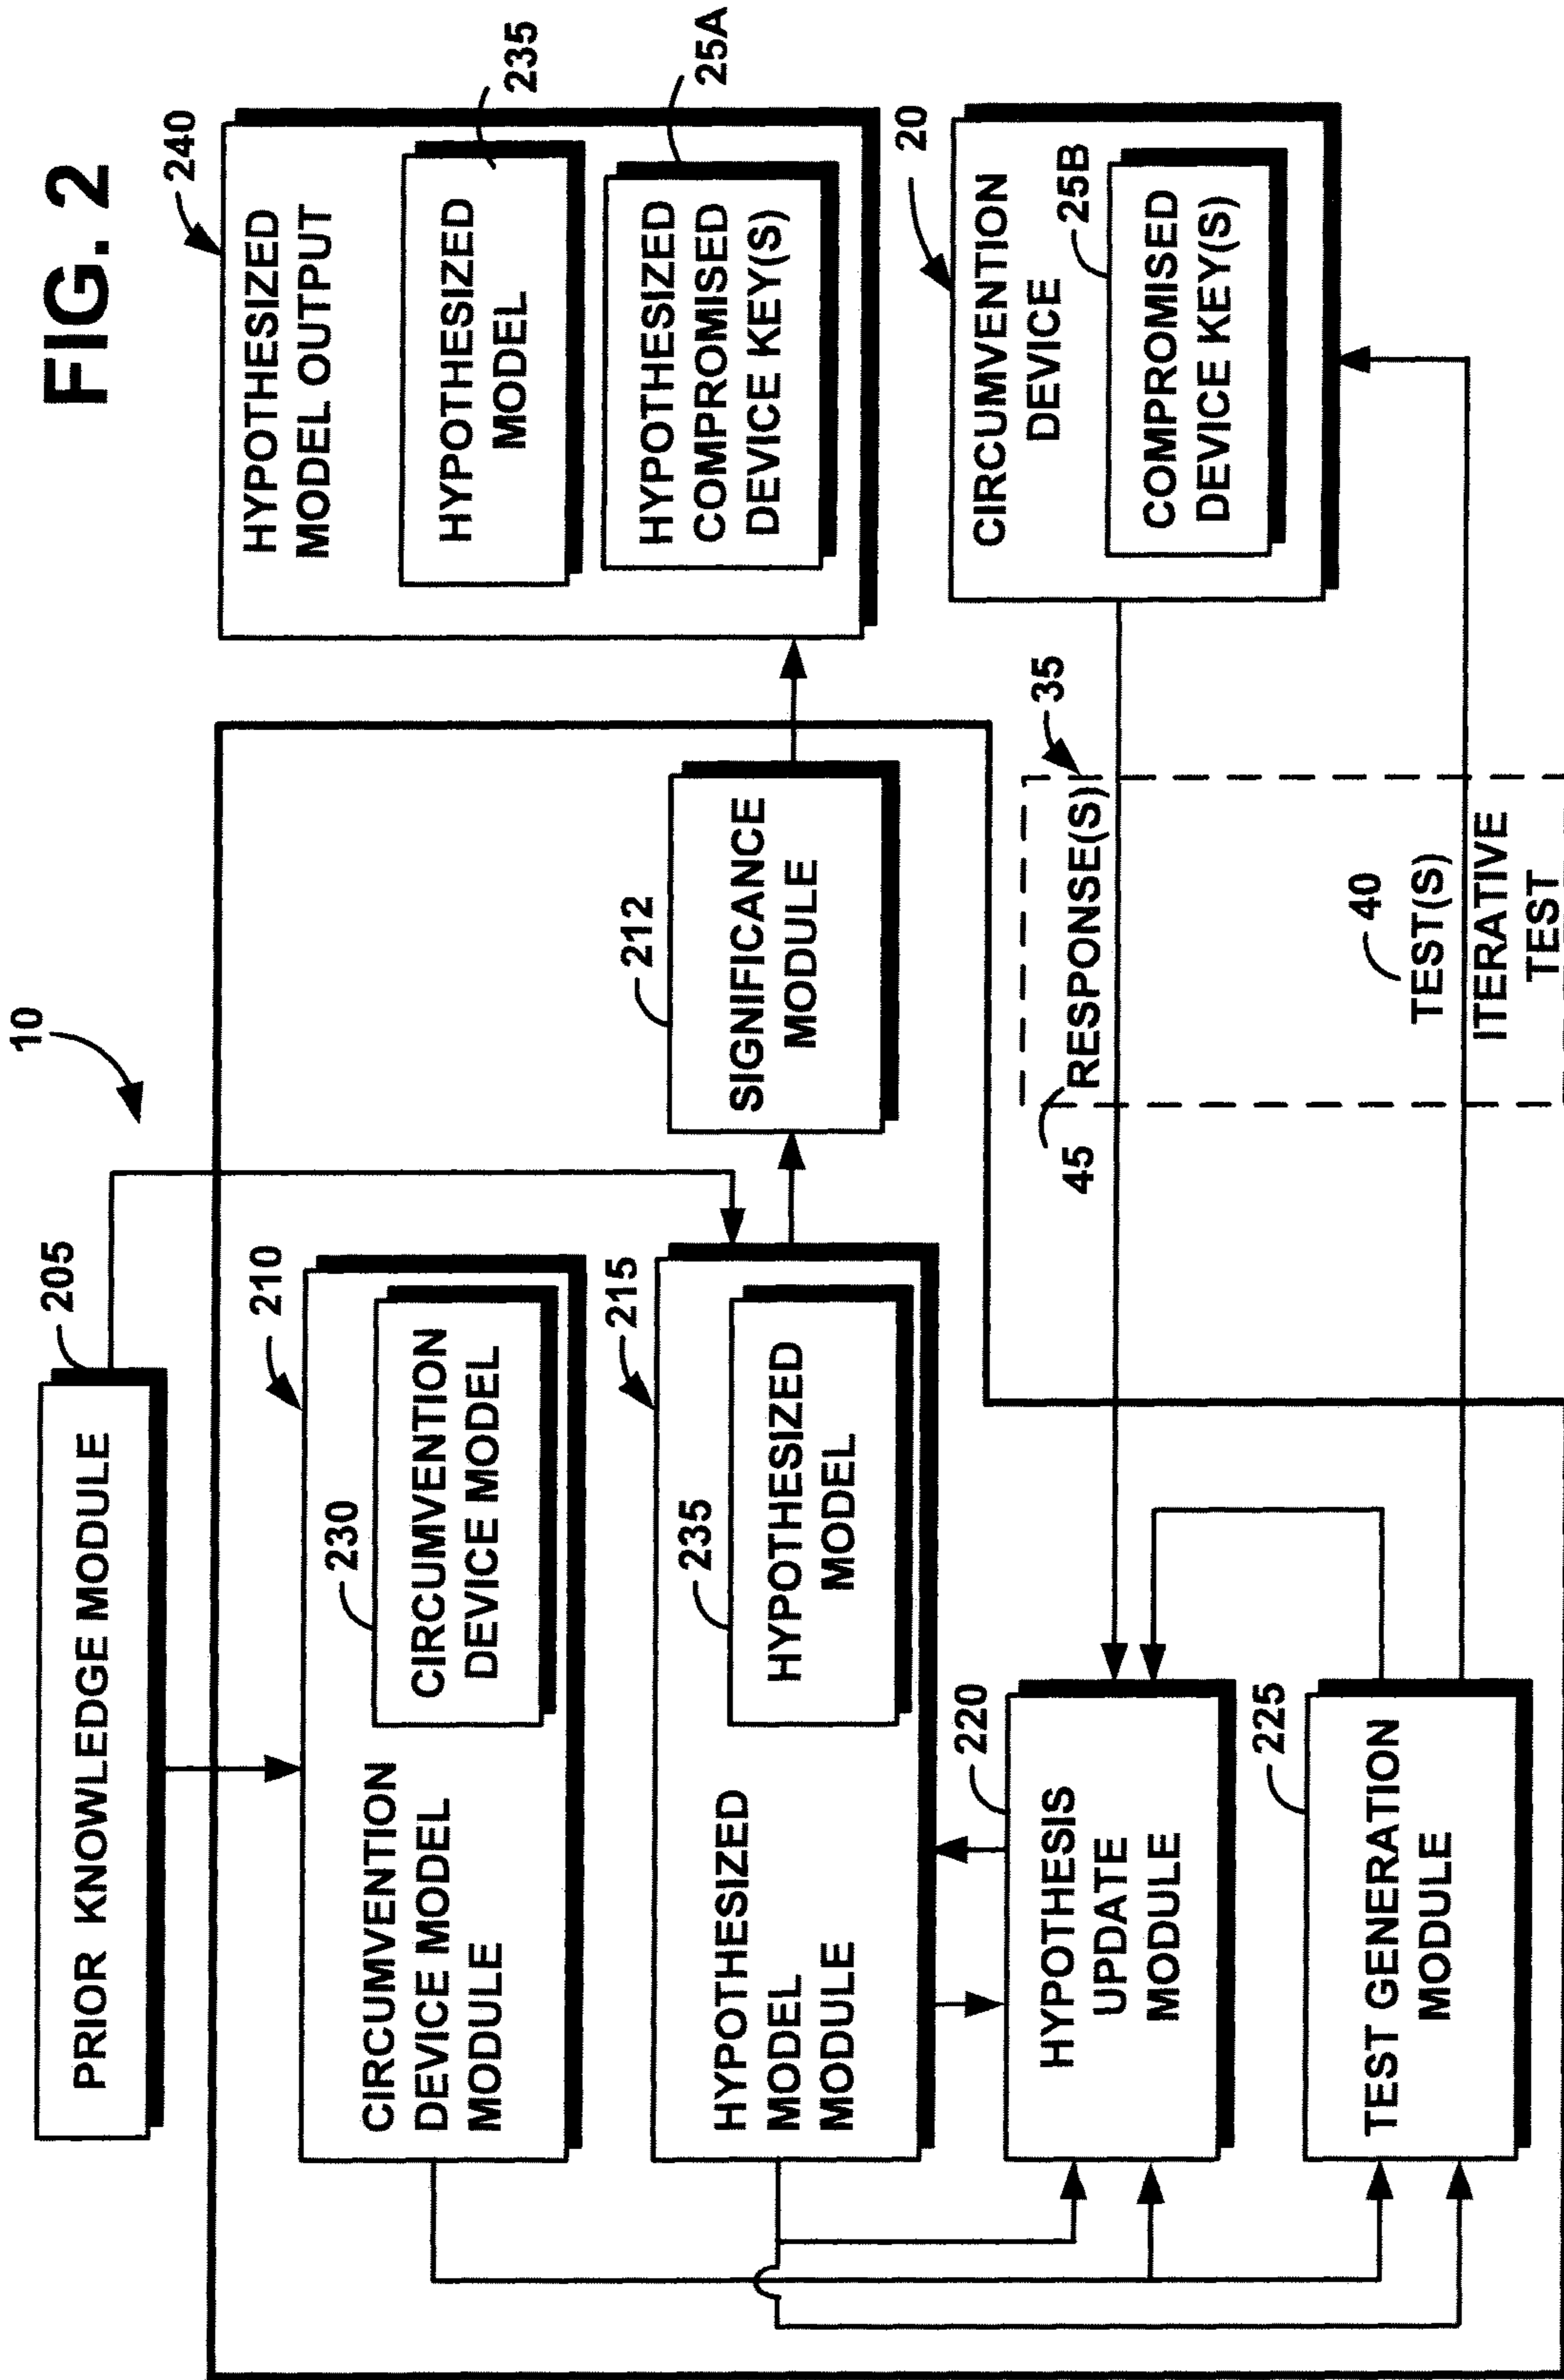 FIG. 2
10
PRIOR KNOWLEDGE MODULE
205
210
CIRCUMVENTION
DEVICE MODEL
MODULE
230
CIRCUMVENTION
DEVICE MODEL
215
HYPOTHESIZED
MODEL
MODULE
235
HYPOTHESIZED
MODEL
212
SIGNIFICANCE
MODULE
240
HYPOTHESIZED
MODEL OUTPUT
235
HYPOTHESIZED
MODEL
25A
HYPOTHESIZED
COMPROMISED
DEVICE KEY(S)
220
HYPOTHESIS
UPDATE
MODULE
225
TEST GENERATION
MODULE
45
RESPONSE(S)
35
40
TEST(S)
ITERATIVE
TEST
20
CIRCUMVENTION
DEVICE
25B
COMPROMISED
DEVICE KEY(S)